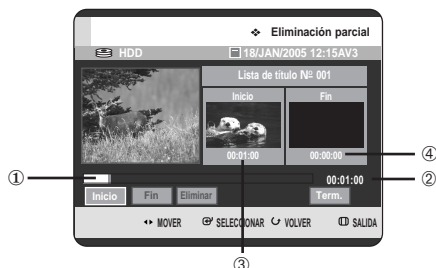 ❖ Eliminación parcial
HDD 18/JAN/2005 12:15AV3
Lista de titulo Nº 001
Inicio Fin
00:01:00 00:00:00 ④
① 00:01:00 ②
Inicio Fin Eliminar Term.
MOVER SELECCIONAR VOLVER SALIDA
③